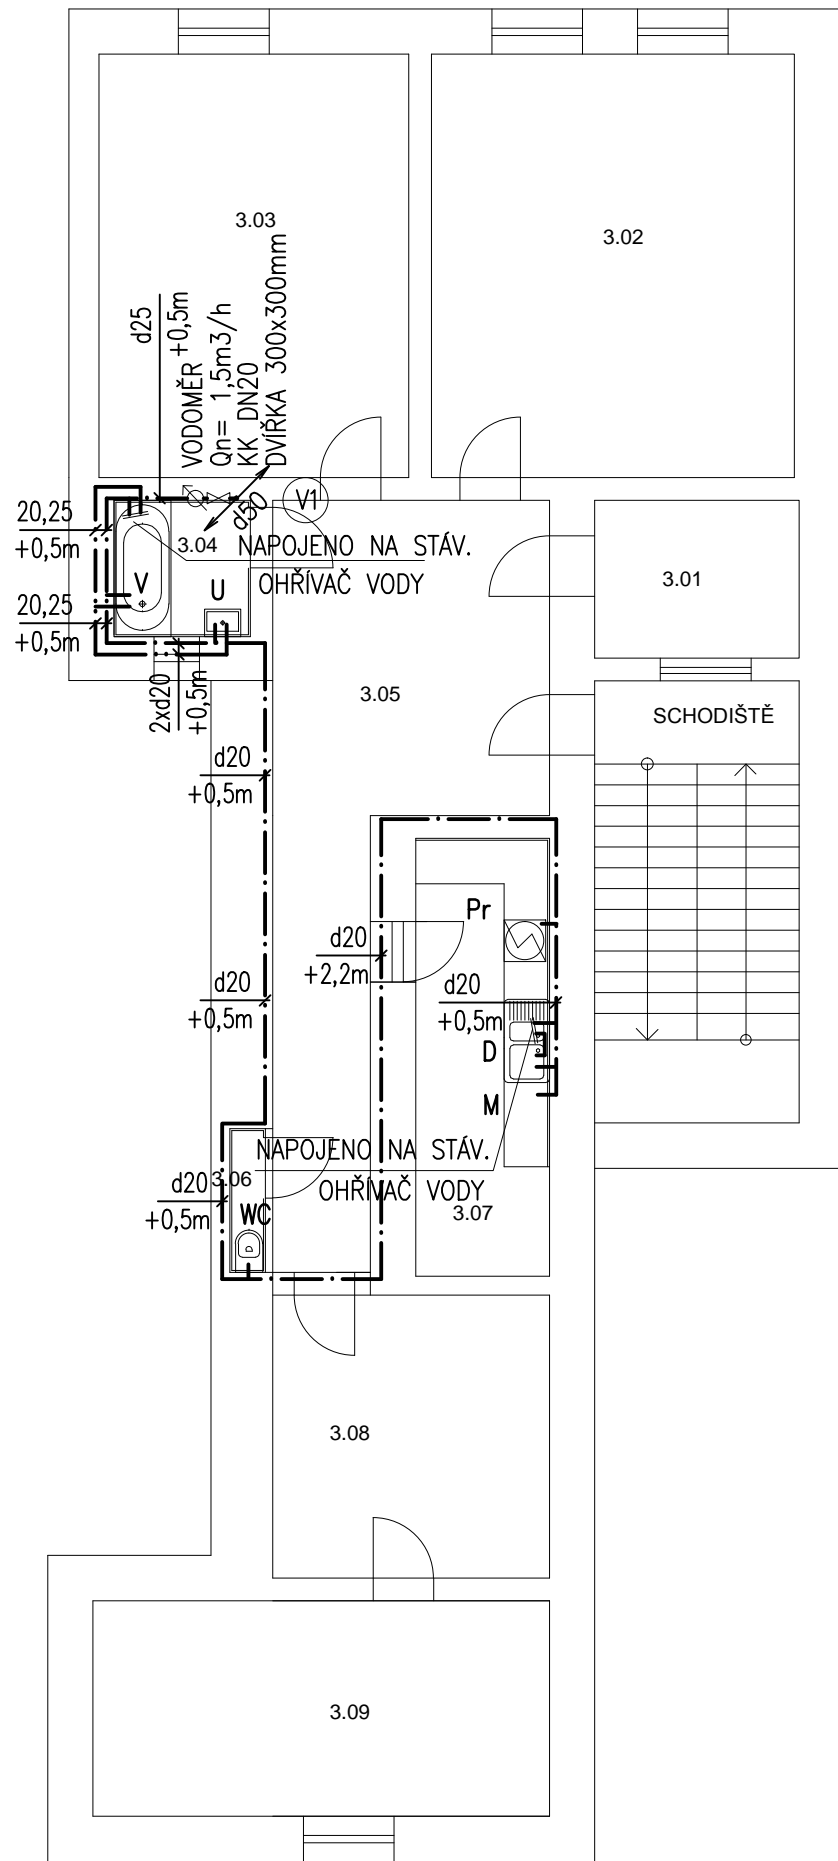 3.03
3.02
d25
+0,5m
VODOMĚR
Qn= 1,5m3/h
KK DN20
DVÍŘKA 300x300mm
d50
V1
20,25
+0,5m
3.04
NAPOJENO NA STÁV.
OHŘÍVAČ VODY
V
U
3.01
20,25
+0,5m
2xd20
+0,5m
3.05
SCHODIŠTĚ
d20
+0,5m
Pr
d20
+2,2m
d20
+0,5m
d20
+0,5m
D
M
NAPOJENO NA STÁV.
OHŘÍVAČ VODY
d20
+0,5m
3.06
WC
3.07
3.08
3.09